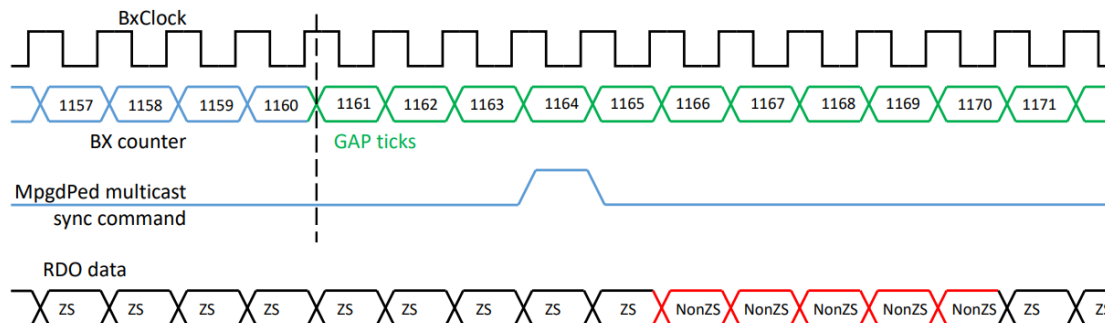 BxClock
1157 1158 1159 1160 1161 1162 1163 1164 1165 1166 1167 1168 1169 1170 1171
BX counter GAP ticks
MpgdPed multicast
sync command
RDO data
ZS ZS ZS ZS ZS ZS ZS ZS ZS NonZS NonZS NonZS NonZS NonZS ZS ZS